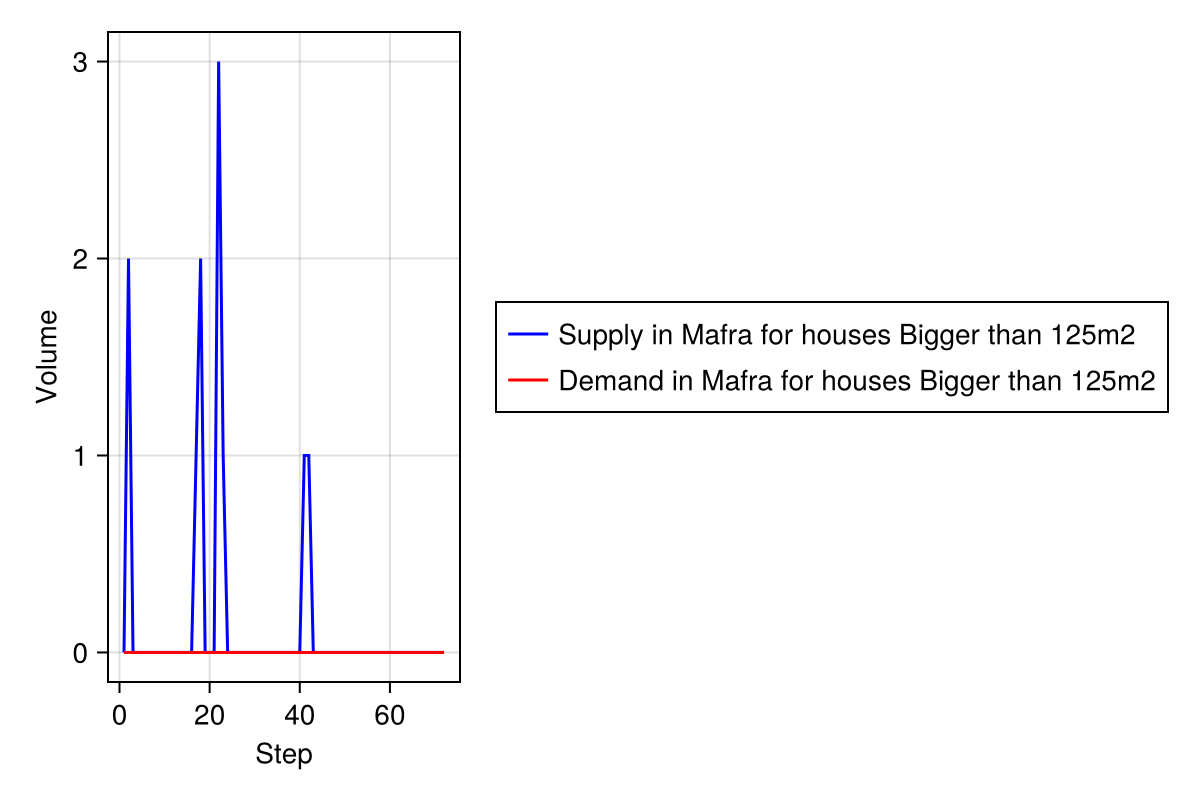 3
2
1
0
Volume
0 20 40 60
Step
Supply in Mafra for houses Bigger than 125m2
Demand in Mafra for houses Bigger than 125m2